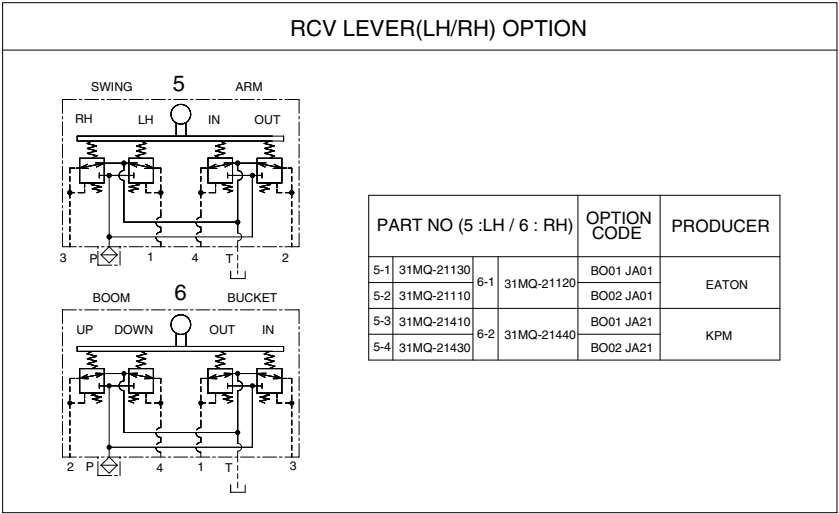 RCV LEVER(LH/RH) OPTION
SWING 5 ARM
RH LH IN OUT
3 P 1 4 T 2
BOOM 6 BUCKET
UP DOWN OUT IN
2 P 4 1 T 3
PART NO (5 :LH / 6 : RH) OPTION CODE PRODUCER
5-1 31MQ-21130 6-1 31MQ-21120 BO01 JA01 EATON
5-2 31MQ-21110 BO02 JA01
5-3 31MQ-21410 6-2 31MQ-21440 BO01 JA21 KPM
5-4 31MQ-21430 BO02 JA21